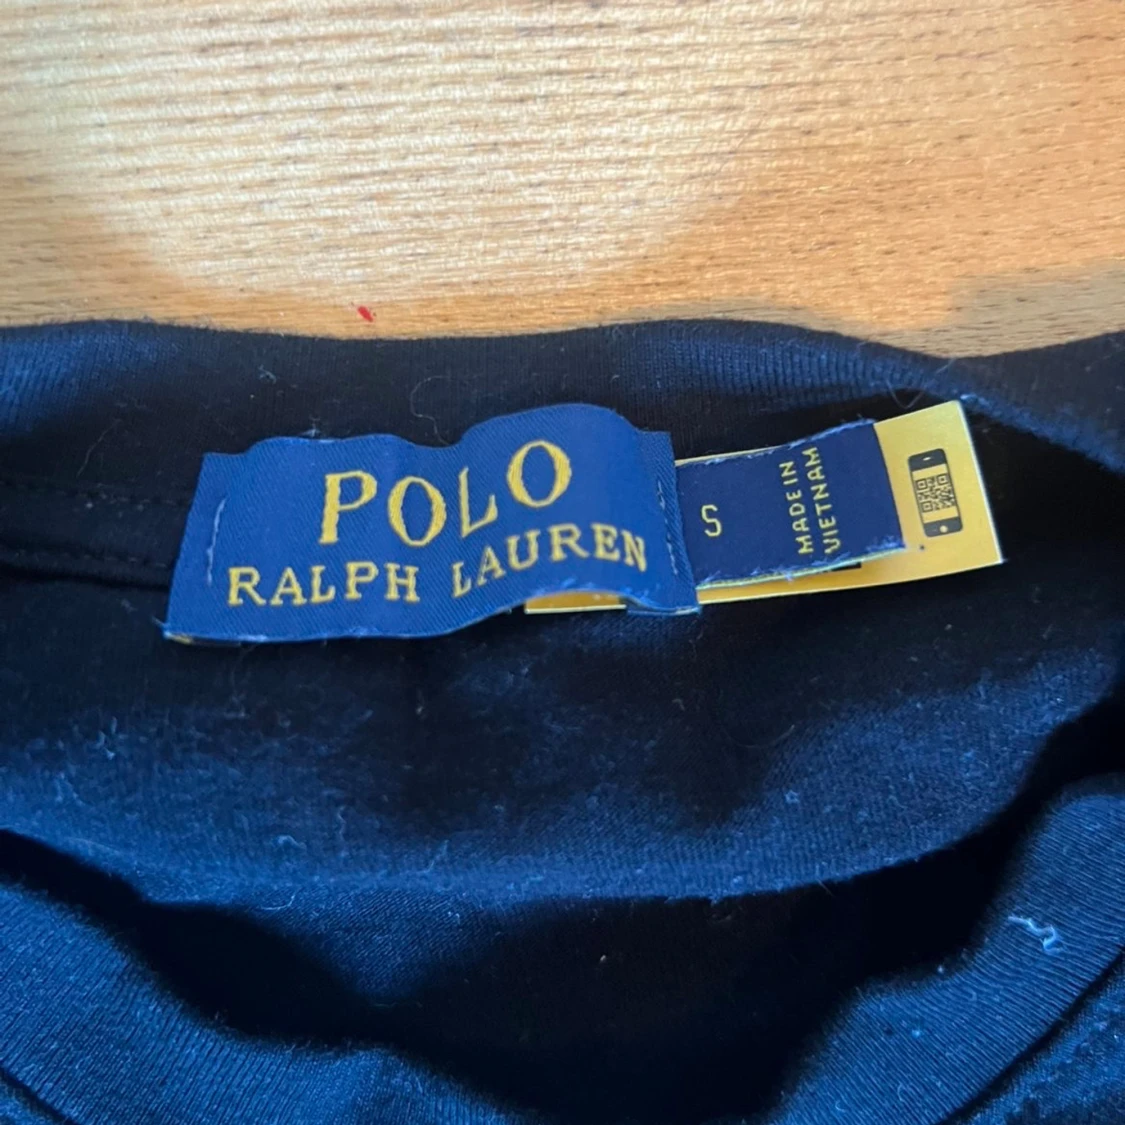 POLO
RALPH LAUREN
S
MADE IN
VIETNAM